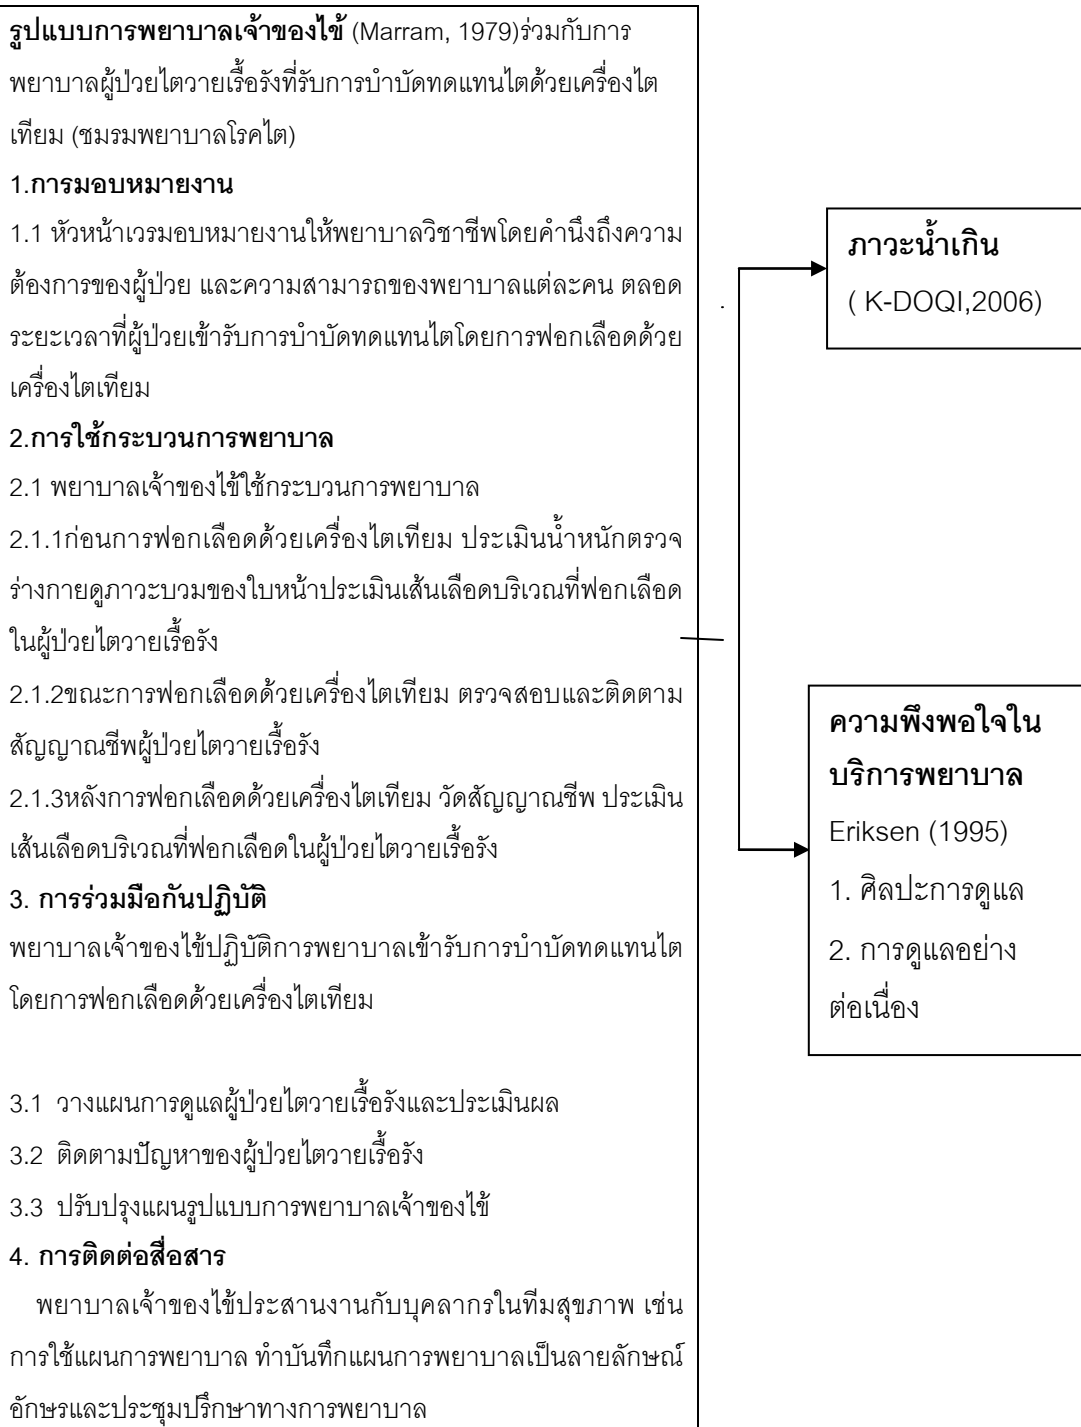 รูปแบบการพยาบาลเจ้าของไข้ (Marram, 1979)ร่วมกับการ
พยาบาลผู้ป่วยไตวายเรื้อรังที่รับการบำบัดทดแทนไตด้วยเครื่องไต
เทียม (ชมรมพยาบาลโรคไต)
1.การมอบหมายงาน
1.1 หัวหน้าเวรมอบหมายงานให้พยาบาลวิชาชีพโดยคำนึงถึงความ
ต้องการของผู้ป่วย และความสามารถของพยาบาลแต่ละคน ตลอด
ระยะเวลาที่ผู้ป่วยเข้ารับการบำบัดทดแทนไตโดยการฟอกเลือดด้วย
เครื่องไตเทียม
2.การใช้กระบวนการพยาบาล
2.1 พยาบาลเจ้าของไข้ใช้กระบวนการพยาบาล
2.1.1ก่อนการฟอกเลือดด้วยเครื่องไตเทียม ประเมินน้ำหนักตรวจ
ร่างกายดูภาวะบวมของใบหน้าประเมินเส้นเลือดบริเวณที่ฟอกเลือด
ในผู้ป่วยไตวายเรื้อรัง
2.1.2ขณะการฟอกเลือดด้วยเครื่องไตเทียม ตรวจสอบและติดตาม
สัญญาณชีพผู้ป่วยไตวายเรื้อรัง
2.1.3หลังการฟอกเลือดด้วยเครื่องไตเทียม วัดสัญญาณชีพ ประเมิน
เส้นเลือดบริเวณที่ฟอกเลือดในผู้ป่วยไตวายเรื้อรัง
3. การร่วมมือกันปฏิบัติ
พยาบาลเจ้าของไข้ปฏิบัติการพยาบาลเข้ารับการบำบัดทดแทนไต
โดยการฟอกเลือดด้วยเครื่องไตเทียม
3.1 วางแผนการดูแลผู้ป่วยไตวายเรื้อรังและประเมินผล
3.2 ติดตามปัญหาของผู้ป่วยไตวายเรื้อรัง
3.3 ปรับปรุงแผนรูปแบบการพยาบาลเจ้าของไข้
4. การติดต่อสื่อสาร
พยาบาลเจ้าของไข้ประสานงานกับบุคลากรในทีมสุขภาพ เช่น
การใช้แผนการพยาบาล ทำบันทึกแผนการพยาบาลเป็นลายลักษณ์
อักษรและประชุมปรึกษาทางการพยาบาล
ภาวะน้ำเกิน
( K-DOQI,2006)
ความพึงพอใจใน
บริการพยาบาล
Eriksen (1995)
1. ศิลปะการดูแล
2. การดูแลอย่าง
ต่อเนื่อง